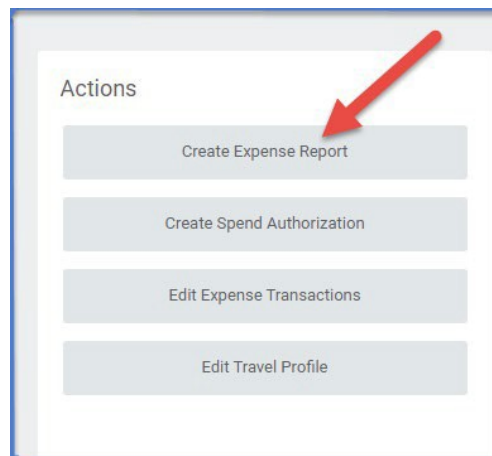 Actions
Create Expense Report
Create Spend Authorization
Edit Expense Transactions
Edit Travel Profile